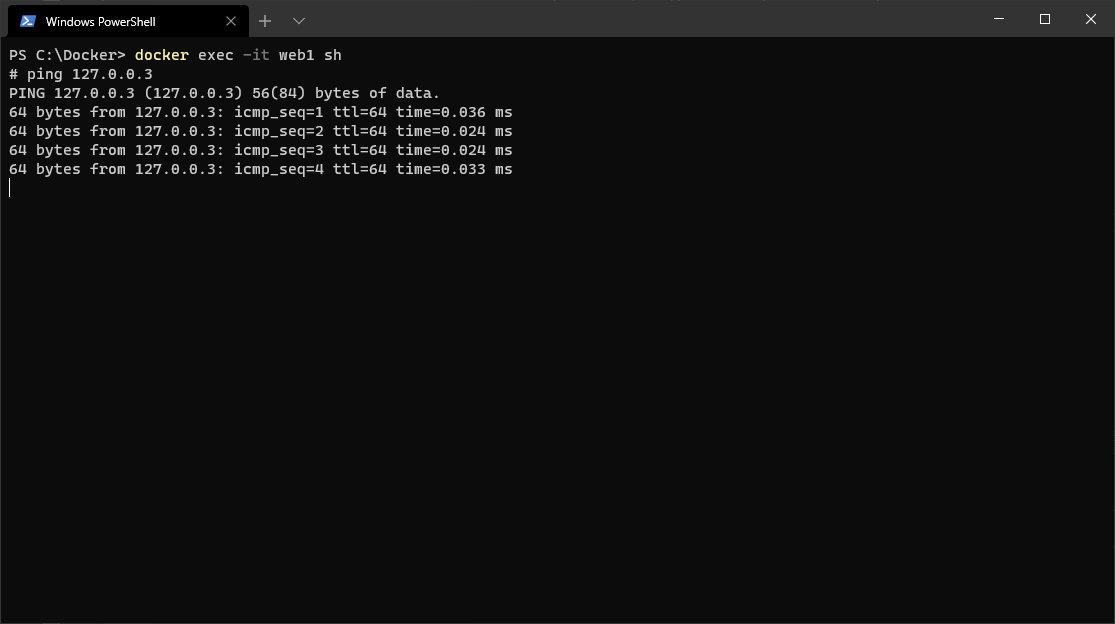 Windows PowerShell
PS C:\Docker> docker exec -it web1 sh
# ping 127.0.0.3
PING 127.0.0.3 (127.0.0.3) 56(84) bytes of data.
64 bytes from 127.0.0.3: icmp_seq=1 ttl=64 time=0.036 ms
64 bytes from 127.0.0.3: icmp_seq=2 ttl=64 time=0.024 ms
64 bytes from 127.0.0.3: icmp_seq=3 ttl=64 time=0.024 ms
64 bytes from 127.0.0.3: icmp_seq=4 ttl=64 time=0.033 ms